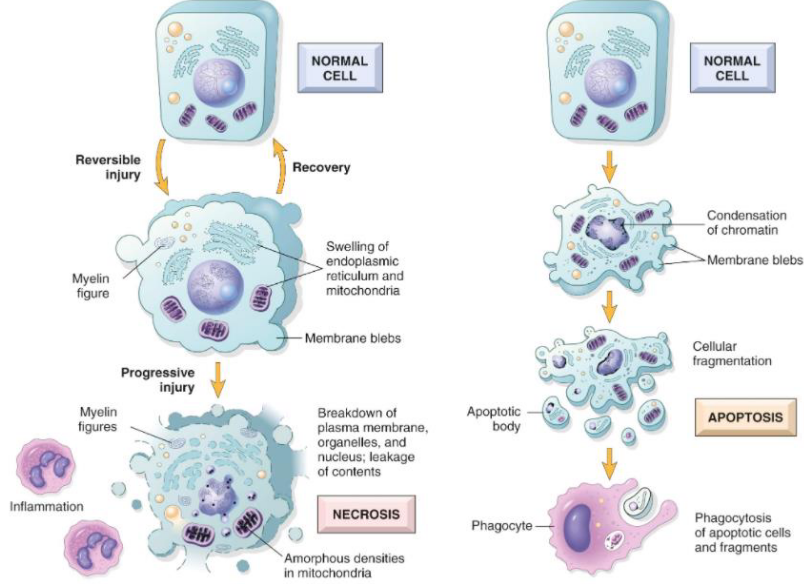 NORMAL
CELL
Reversible
injury
Recovery
Myelin
figure
Swelling of
endoplasmic
reticulum and
mitochondria
Membrane blebs
Progressive
injury
Myelin
figures
Breakdown of
plasma membrane,
organelles, and
nucleus; leakage
of contents
Inflammation
NECROSIS
Amorphous densities
in mitochondria
NORMAL
CELL
Condensation
of chromatin
Membrane blebs
Cellular
fragmentation
Apoptotic
body
APOPTOSIS
Phagocyte
Phagocytosis
of apoptotic cells
and fragments